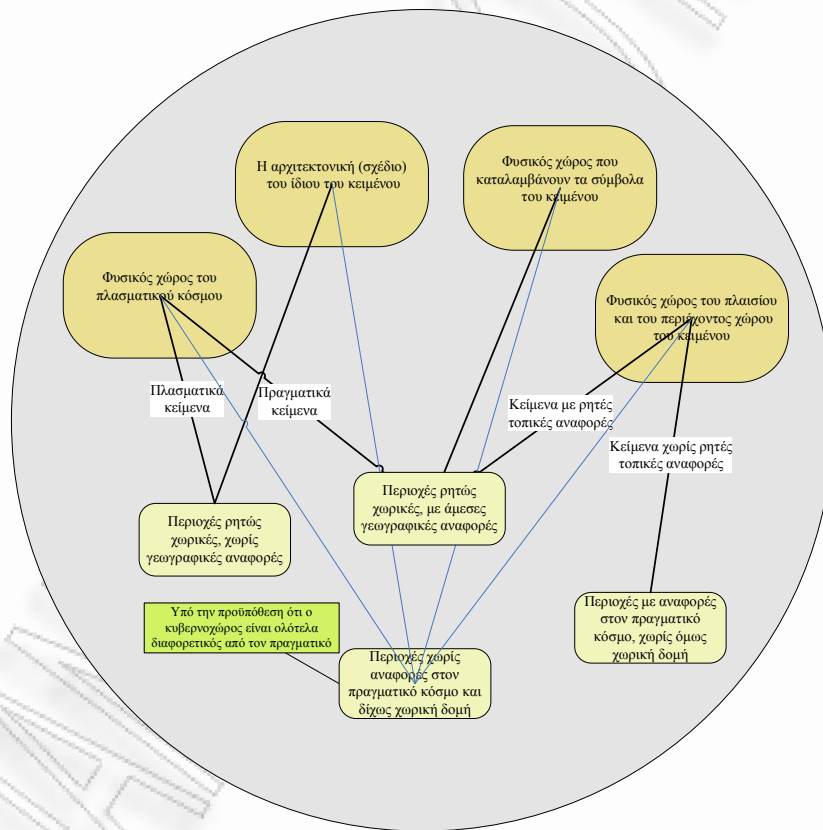 Η αρχιτεκτονική (σχέδιο)
του ίδιου του κειμένου
Φυσικός χώρος που
καταλαμβάνουν τα σύμβολα
του κειμένου
Φυσικός χώρος του
πλασματικού κόσμου
Φυσικός χώρος του πλαισίου
και του περιέχοντος χώρου
του κειμένου
Πλασματικά
κείμενα
Πραγματικά
κείμενα
Κείμενα με ρητές
τοπικές αναφορές
Κείμενα χωρίς ρητές
τοπικές αναφορές
Περιοχές ρητώς
χωρικές, χωρίς
γεωγραφικές αναφορές
Περιοχές ρητώς
χωρικές, με άμεσες
γεωγραφικές αναφορές
Υπό την προϋπόθεση ότι ο
κυβερνοχώρος είναι ολότελα
διαφορετικός από τον πραγματικό
Περιοχές με αναφορές
στον πραγματικό
κόσμο, χωρίς όμως
χωρική δομή
Περιοχές χωρίς
αναφορές στον
πραγματικό κόσμο και
δίχως χωρική δομή